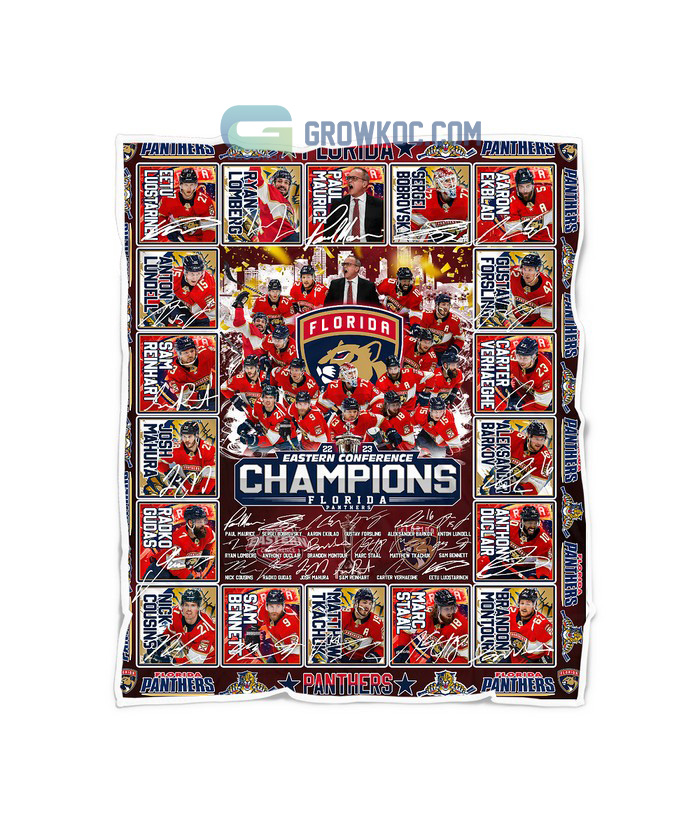 GROWKOC.COM
PANTHERS FLORIDA PANTHERS
EETU LUOSTARINEN
RYAN LOMBERG
PAUL MAURICE
SERGEI BOBROVSKY
AARON EKBLAD
ANTON LUNDELL
GUSTAV FORSLING
FLORIDA
SAM REINHART
CARTER VERHAEGHE
JOSH MAHURA
ALEKSANDER BARKOV
22 23
EASTERN CONFERENCE
CHAMPIONS
FLORIDA
PANTHERS
RADKO GUDAS
ANTHONY DUCLAIR
PAUL MAURICE SERGEI BOBROVSKY AARON EKBLAD GUSTAV FORSLING ALEKSANDER BARKOV ANTON LUNDELL
RYAN LOMBERG ANTHONY DUCLAIR BRANDON MONTOUR MARC STAAL MATTHEW TKACHUK SAM BENNETT
NICK COUSINS RADKO GUDAS JOSH MAHURA SAM REINHART CARTER VERHAEGHE EETU LUOSTARINEN
NICK COUSINS
SAM BENNETT
MATTHEW TKACHUK
MARC STAAL
BRANDON MONTOUR
FLORIDA PANTHERS
PANTHERS
FLORIDA PANTHERS